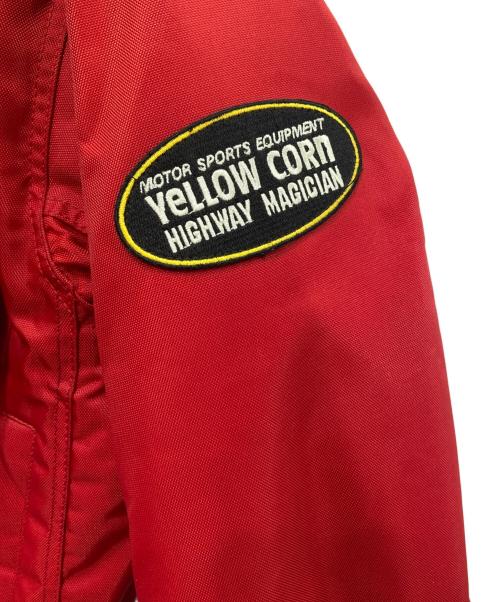 MOTOR SPORTS EQUIPMENT
YeLLOW CORn
HIGHWAY MAGICIAN